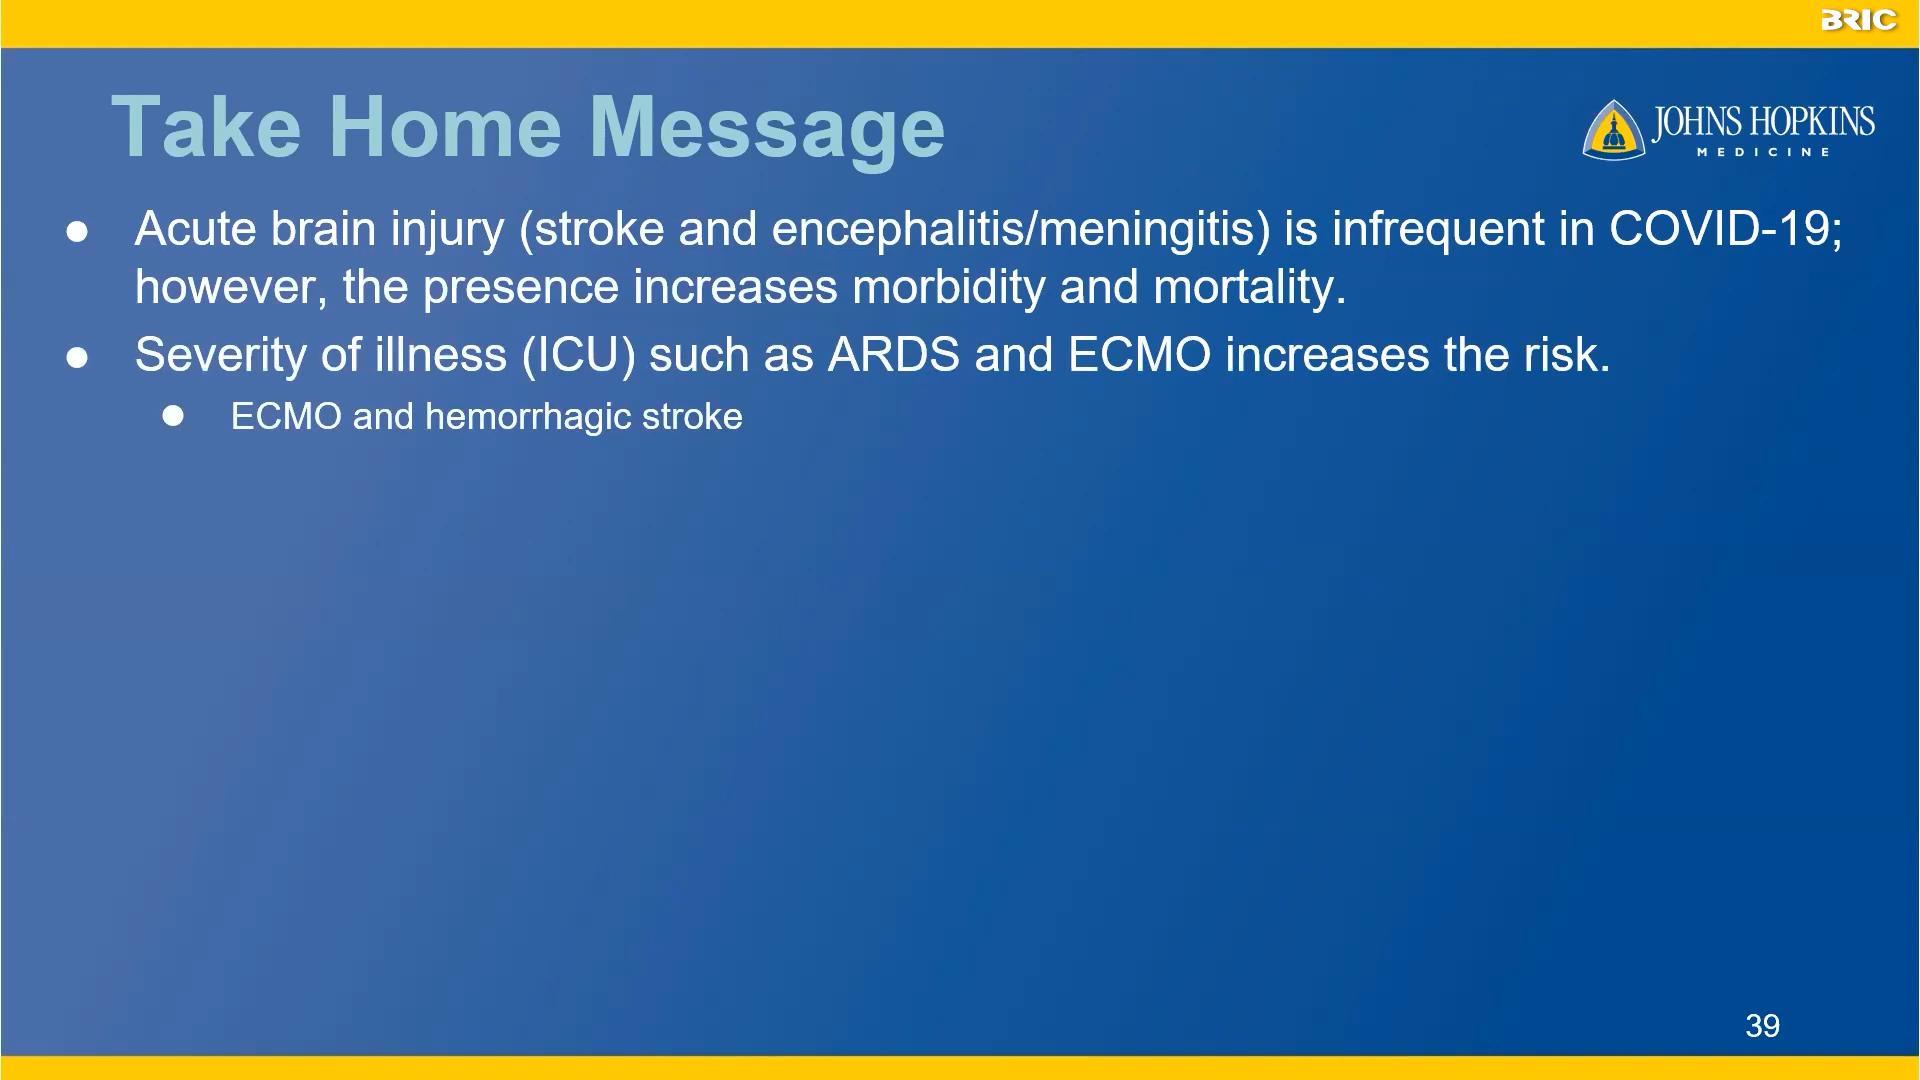 BRIC
Take Home Message
JOHNS HOPKINS
MEDICINE
● Acute brain injury (stroke and encephalitis/meningitis) is infrequent in COVID-19;
however, the presence increases morbidity and mortality.
● Severity of illness (ICU) such as ARDS and ECMO increases the risk.
● ECMO and hemorrhagic stroke
39